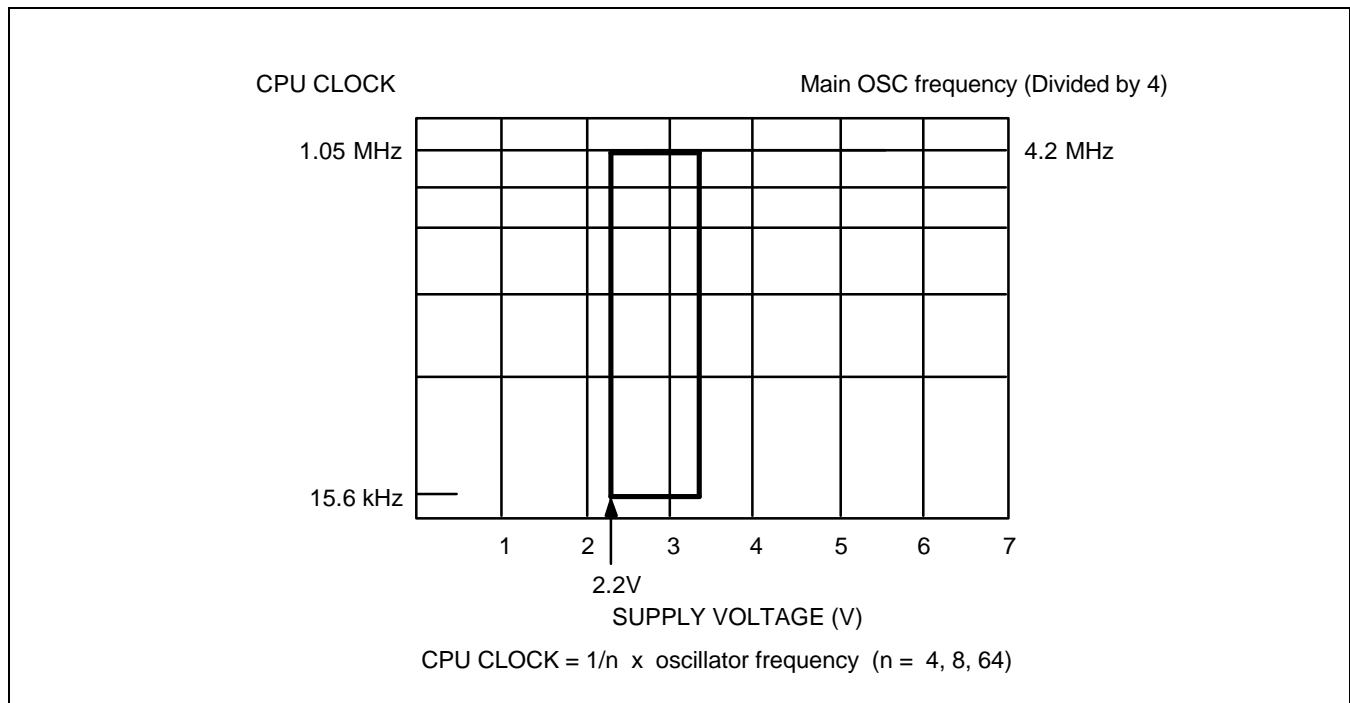 CPU CLOCK Main OSC frequency (Divided by 4)
1.05 MHz 4.2 MHz
15.6 kHz
1 2 3 4 5 6 7
2.2V
SUPPLY VOLTAGE (V)
CPU CLOCK = 1/n x oscillator frequency (n = 4, 8, 64)